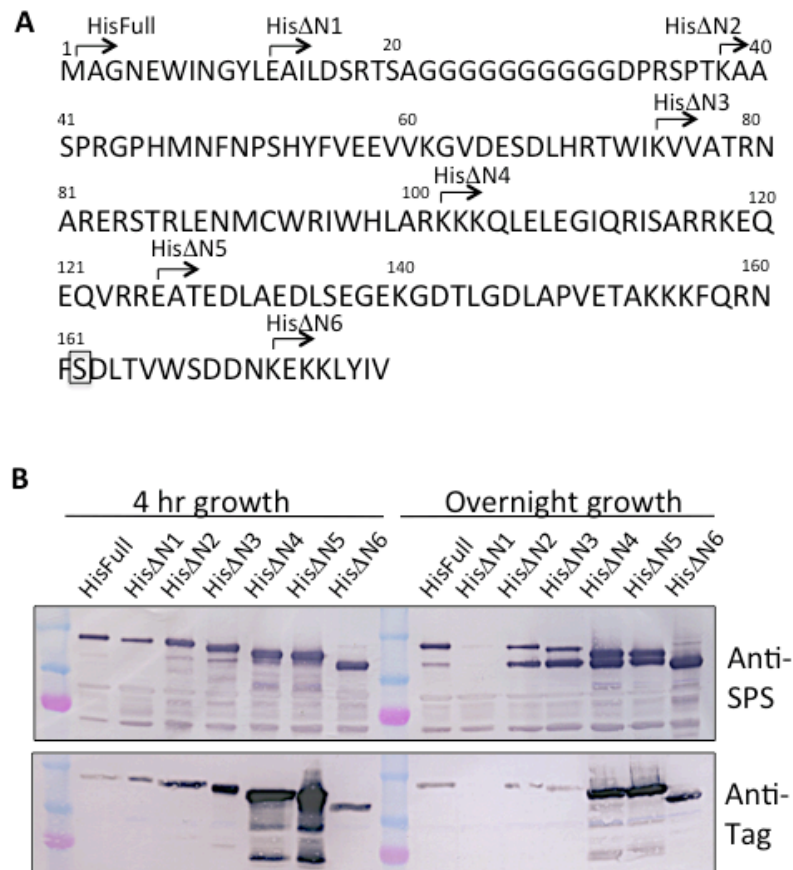 A
HisFull HisΔN1 HisΔN2
1 20 40
MAGNEWINGYLEAILDSRTSAGGGGGGGGGGDPRSPTKAA
HisΔN3
41 60 80
SPRGPHMNFNPSHYFVEEVVKGVDESDLHRTWIKVVATRN
HisΔN4
81 100 120
ARERSTRLENMCWRIWHLARKKKQLELEGIQRISARRKEQ
HisΔN5
121 140 160
EQVRREATEDLAEDLSEGEKGDTLGDLAPVETAKKKFQRN
HisΔN6
161
FSDLTVWSDDNKEKKLYIV
B
4 hr growth Overnight growth
HisFull HisΔN1 HisΔN2 HisΔN3 HisΔN4 HisΔN5 HisΔN6 HisFull HisΔN1 HisΔN2 HisΔN3 HisΔN4 HisΔN5 HisΔN6
Anti-
SPS
Anti-
Tag